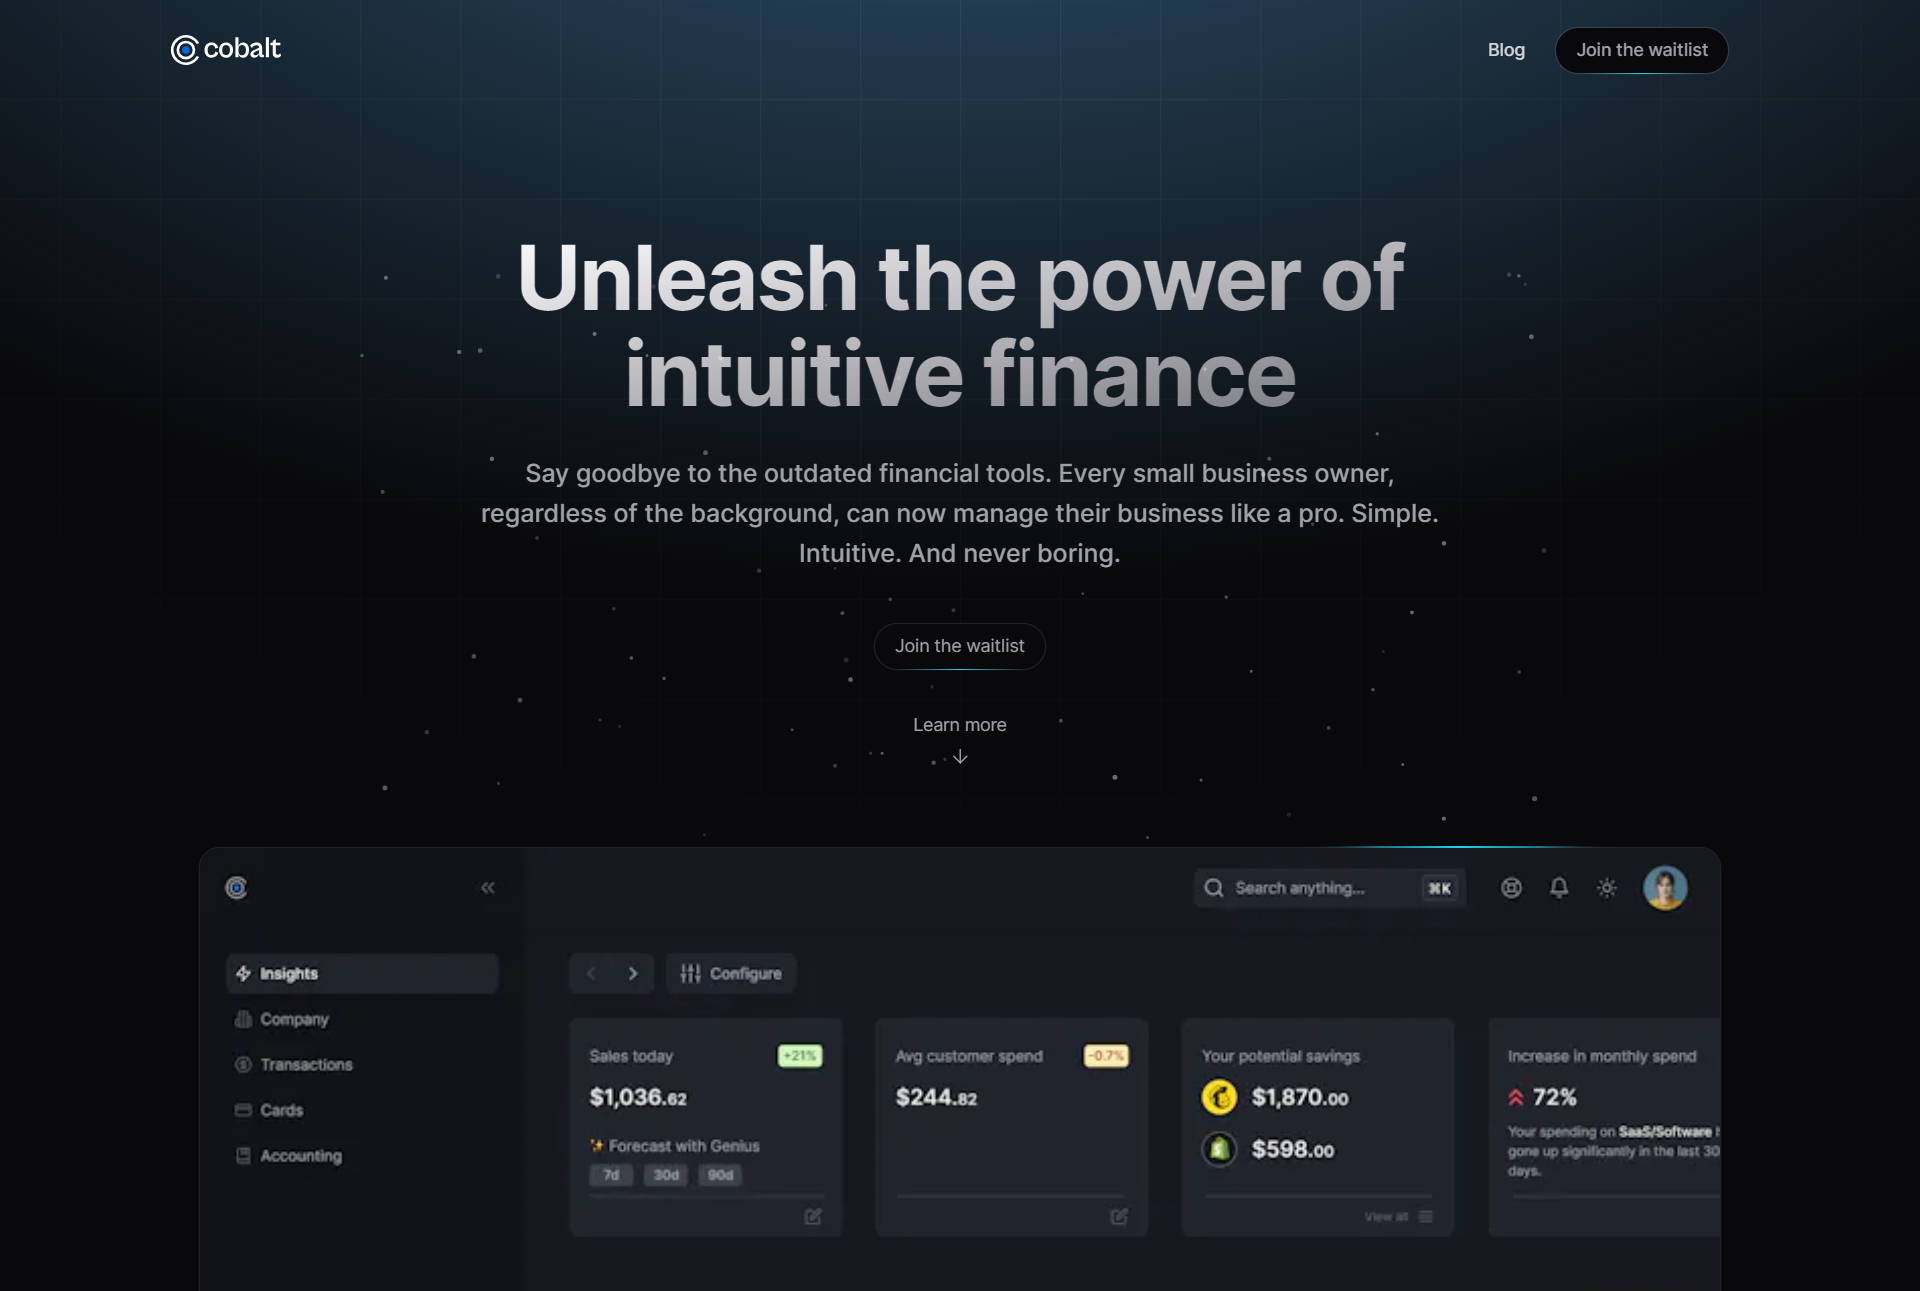 cobalt
Blog
Join the waitlist
Unleash the power of
intuitive finance
Say goodbye to the outdated financial tools. Every small business owner,
regardless of the background, can now manage their business like a pro. Simple.
Intuitive. And never boring.
Join the waitlist
Learn more
Search anything...
⌘K
Insights
Company
Transactions
Cards
Accounting
Configure
Sales today
+21%
$1,036.62
✨ Forecast with Genius
7d 30d 90d
Avg customer spend
-0.7%
$244.82
Your potential savings
$1,870.00
$598.00
View all
Increase in monthly spend
72%
Your spending on SaaS/Software
gone up significantly in the last 30
days.